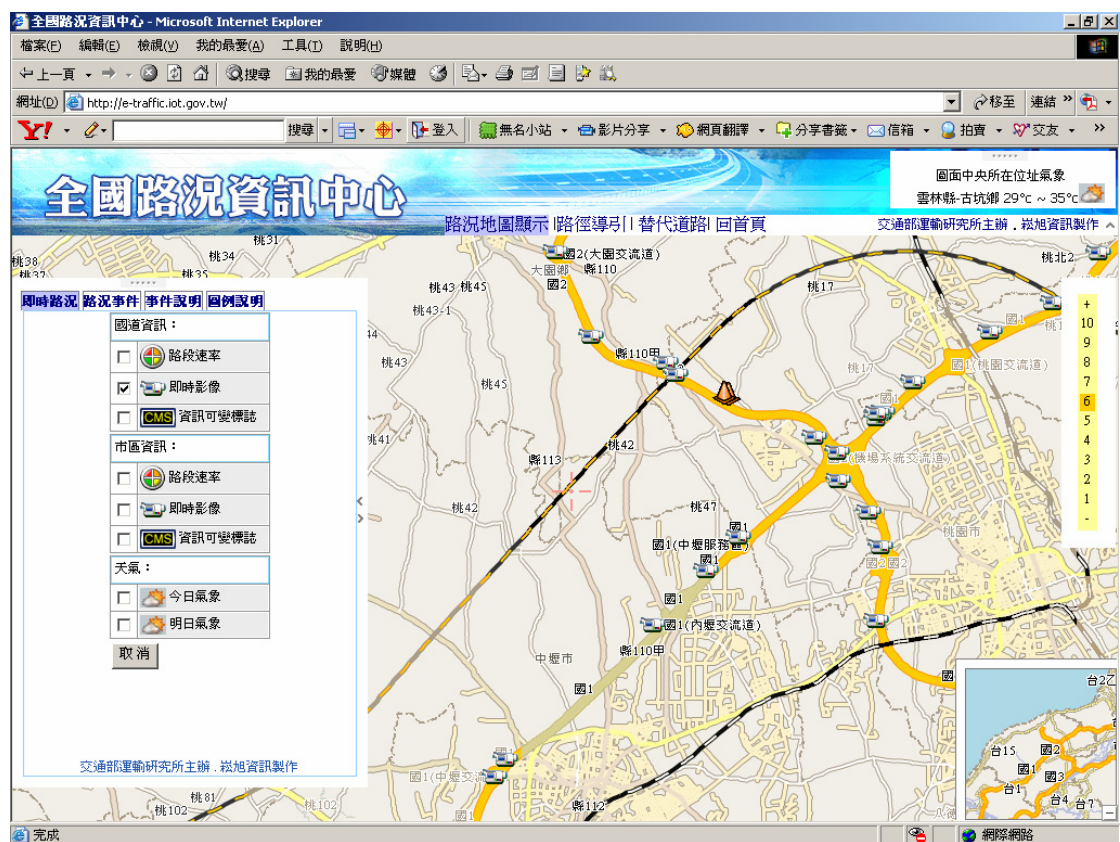 全國路況資訊中心 - Microsoft Internet Explorer
檔案(F) 編輯(E) 檢視(V) 我的最愛(A) 工具(T) 說明(H)
上一頁 搜尋 我的最愛 媒體
網址(D) http://e-traffic.iot.gov.tw/ 移至 連結 »
Y! 搜尋 登入 無名小站 影片分享 網頁翻譯 分享書籤 信箱 拍賣 交友 »
全國路況資訊中心
圖面中央所在位址氣象
雲林縣-古坑鄉 29°c ~ 35°c
路況地圖顯示 |路徑導引| 替代道路| 回首頁
交通部運輸研究所主辦 . 崧旭資訊製作
即時路況 路況事件 事件說明 圖例說明
國道資訊：
路段速率
即時影像
CMS 資訊可變標誌
市區資訊：
路段速率
即時影像
CMS 資訊可變標誌
天氣：
今日氣象
明日氣象
取消
交通部運輸研究所主辦 . 崧旭資訊製作
桃31
桃38
桃34
桃37
桃35
國2(大園交流道)
大園鄉 縣110
國2
桃北2
桃43 桃45
桃17
桃43-1
44
國1
桃43
縣110甲
桃17
國1(桃園交流道)
桃45
國1
桃41
桃42
縣113
(機場系統交流道)
桃42
桃47
國1
桃園市
國1(中壢服務區)
國1
國2國2
國1
國1(內壢交流道)
縣110甲
中壢市
國1
國
國1
國1(中壢交流
桃81
桃102
桃102
國1
縣112
八德
+
10
9
8
7
6
5
4
3
2
1
-
台2乙
台15 國2
國1
國3
台1
台4 台7
完成
網際網路